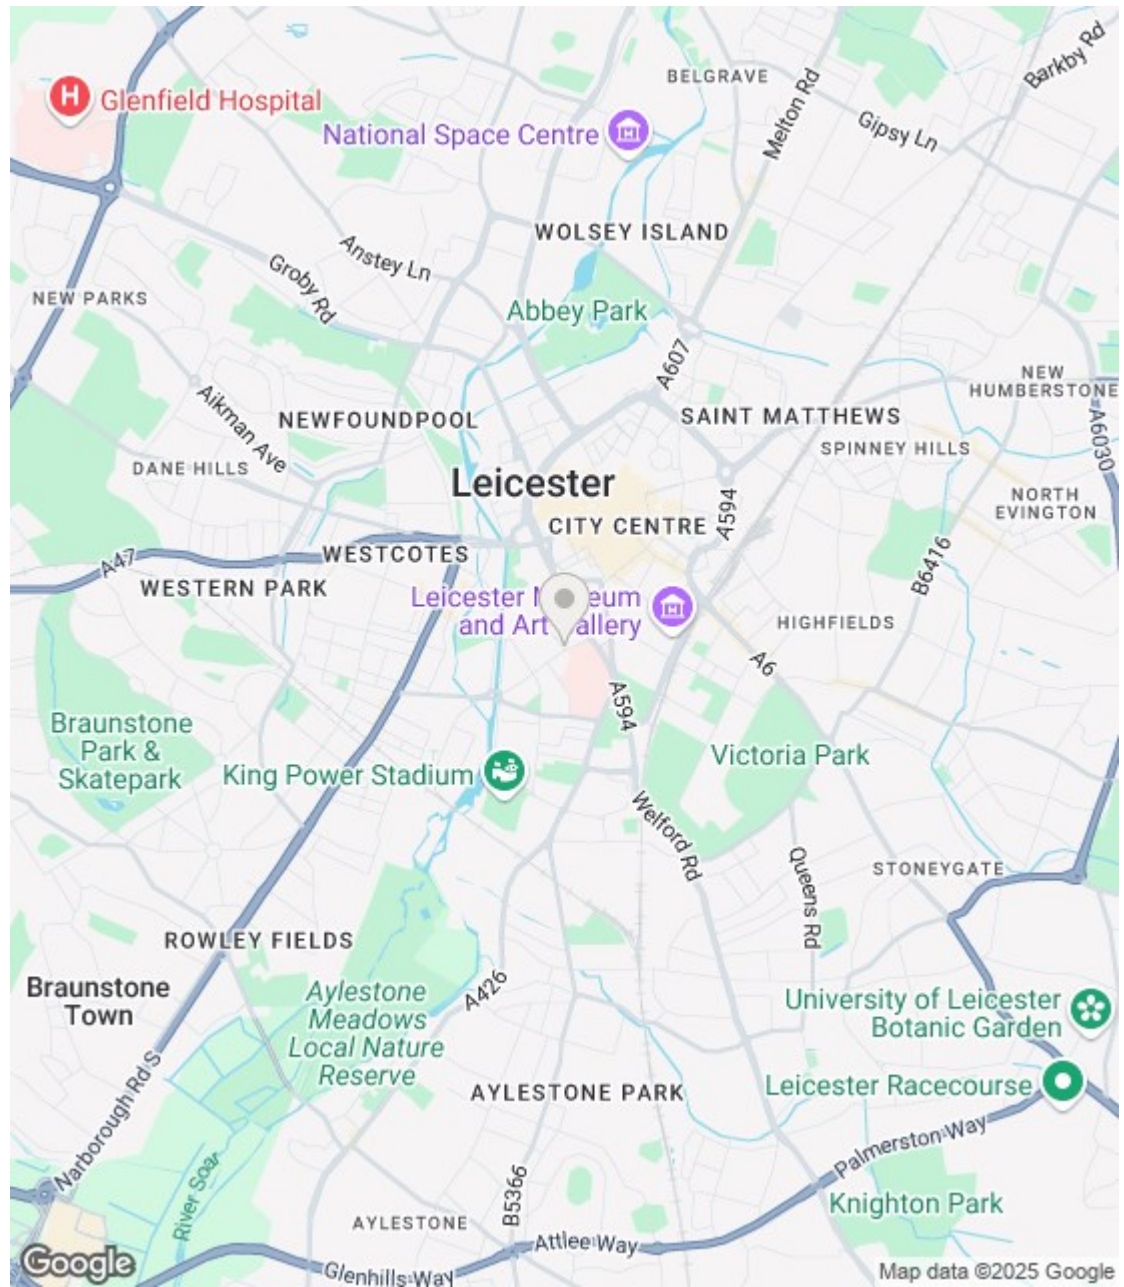 Barkby Rd
BELGRAVE
Melton Rd
Glenfield Hospital
National Space Centre
Gipsy Ln
WOLSEY ISLAND
Anstey Ln
Groby Rd
NEW PARKS
Abbey Park
A607
NEW
HUMBERSTONE
Aikman Ave
NEWFOUNDPOOL
SAINT MATTHEWS
A6030
SPINNEY HILLS
DANE HILLS
Leicester
NORTH
EVINGTON
CITY CENTRE
A594
WESTCOTES
A47
WESTERN PARK
B6416
Leicester
and Art
HIGHFIELDS
A6
A594
Braunstone
Park &
Skatepark
King Power Stadium
Victoria Park
Welford Rd
Queens Rd
STONEYGATE
ROWLEY FIELDS
Braunstone
Town
A426
Aylestone
Meadows
Local Nature
Reserve
University of Leicester
Botanic Garden
Leicester Racecourse
AYLESTONE PARK
Narborough Rd S
Palmerston Way
River Soar
B5366
Knighton Park
AYLESTONE
Attlee Way
Glenhills Way
Google
Map data ©2025 Google